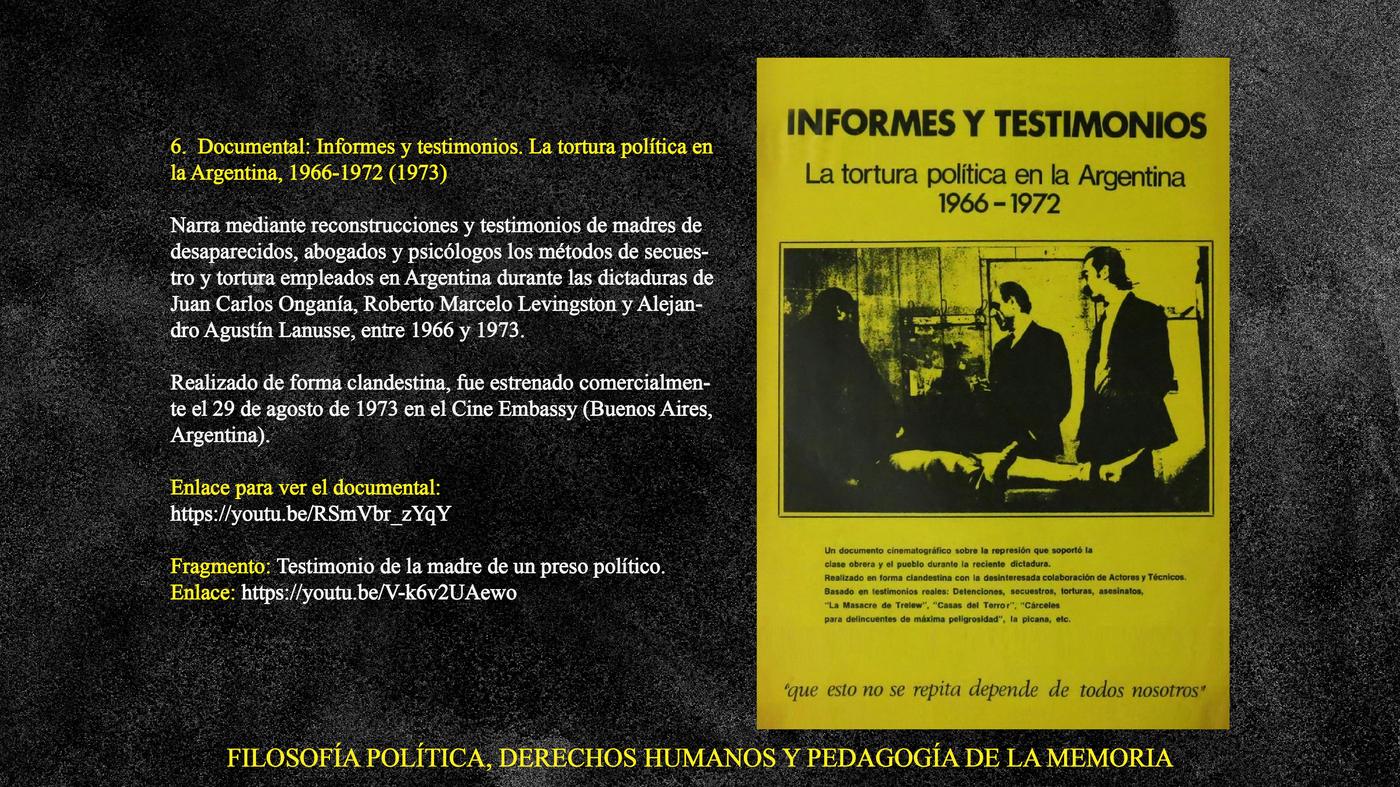 6.  Documental: Informes y testimonios. La tortura política en
la Argentina, 1966-1972 (1973)
Narra mediante reconstrucciones y testimonios de madres de
desaparecidos, abogados y psicólogos los métodos de secues-
tro y tortura empleados en Argentina durante las dictaduras de
Juan Carlos Onganía, Roberto Marcelo Levingston y Alejan-
dro Agustín Lanusse, entre 1966 y 1973.
Realizado de forma clandestina, fue estrenado comercialmen-
te el 29 de agosto de 1973 en el Cine Embassy (Buenos Aires,
Argentina).
Enlace para ver el documental:
https://youtu.be/RSmVbr_zYqY
Fragmento: Testimonio de la madre de un preso político.
Enlace: https://youtu.be/V-k6v2UAewo
INFORMES Y TESTIMONIOS
La tortura política en la Argentina
1966 – 1972
Un documento cinematográfico sobre la represión que soportó la
clase obrera y el pueblo durante la reciente dictadura.
Realizado en forma clandestina con la desinteresada colaboración de Actores y Técnicos.
Basado en testimonios reales: Detenciones, secuestros, torturas, asesinatos,
"La Masacre de Trelew", "Casas del Terror", "Cárceles
para delincuentes de máxima peligrosidad", la picana, etc.
"que esto no se repita depende de todos nosotros"
FILOSOFÍA POLÍTICA, DERECHOS HUMANOS Y PEDAGOGÍA DE LA MEMORIA